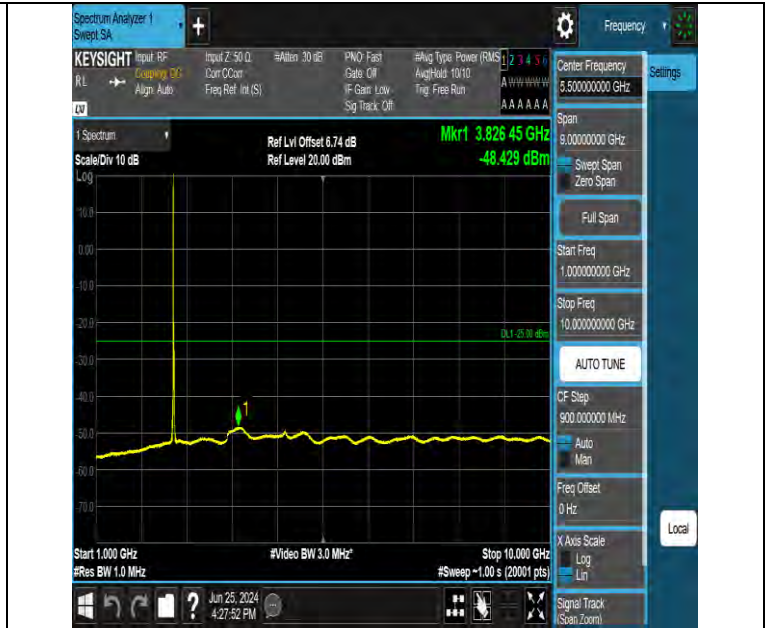 Spectrum Analyzer 1
Swept SA
+
Frequency
KEYSIGHT Input: RF
Coupling: DC
Align: Auto
RL
Input Z: 50 Ω
Corr CCorr
Freq Ref: Int (S)
#Atten: 30 dB
PNO: Fast
Gate: Off
IF Gain: Low
Sig Track: Off
#Avg Type: Power (RMS
Avg|Hold: 10/10
Trig: Free Run
1 2 3 4 5 6
A W W W W W
A A A A A A
Center Frequency
5.500000000 GHz
Settings
1 Spectrum
Scale/Div 10 dB
Log
Ref Lvl Offset 6.74 dB
Ref Level 20.00 dBm
Mkr1 3.826 45 GHz
-48.429 dBm
Span
9.00000000 GHz
Swept Span
Zero Span
Full Span
Start Freq
1.000000000 GHz
Stop Freq
10.000000000 GHz
AUTO TUNE
CF Step
900.000000 MHz
Auto
Man
Freq Offset
0 Hz
X Axis Scale
Log
Lin
Local
Signal Track
(Span Zoom)
10.0
0.00
-10.0
-20.0
DL1 -25.00 dBm
-30.0
-40.0
1
-50.0
-60.0
-70.0
Start 1.000 GHz
#Res BW 1.0 MHz
#Video BW 3.0 MHz*
Stop 10.000 GHz
#Sweep ~1.00 s (20001 pts)
?
Jun 25, 2024
4:27:52 PM